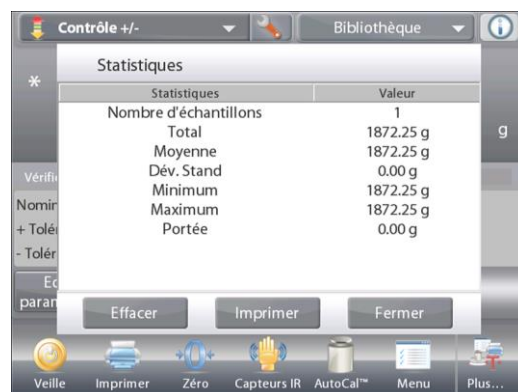 Contrôle +/-
Bibliothèque
Statistiques
*
Statistiques Valeur
Nombre d'échantillons 1
Total 1872.25 g
Moyenne 1872.25 g
g
Dév. Stand 0.00 g
Minimum 1872.25 g
Maximum 1872.25 g
Portée 0.00 g
+
-
Effacer Imprimer Fermer
Veille Imprimer Zéro Capteurs IR AutoCal™ Menu Plus...